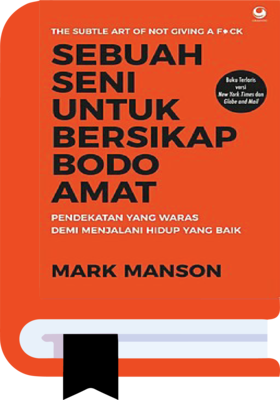 THE SUBTLE ART OF NOT GIVING A F*CK
SEBUAH
SENI
UNTUK
BERSIKAP
BODO
AMAT
Buku Terlaris
versi
New York Times dan
Globe and Mail
PENDEKATAN YANG WARAS
DEMI MENJALANI HIDUP YANG BAIK
MARK MANSON